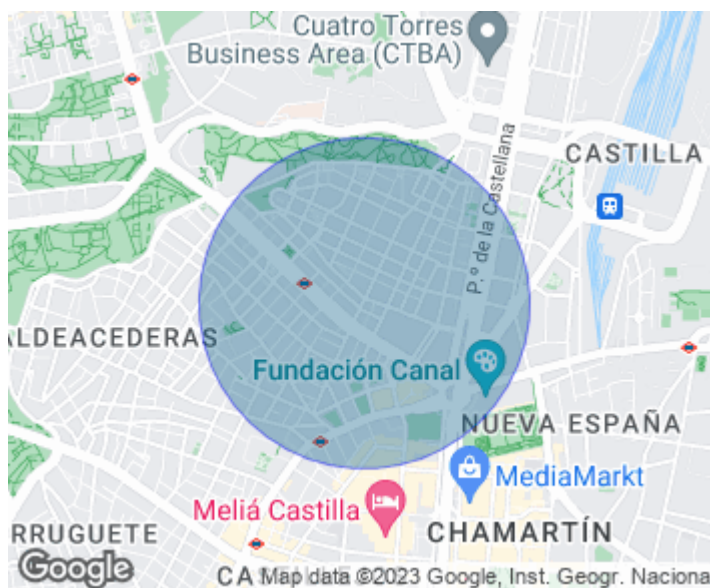 Cuatro Torres
Business Area (CTBA)
CASTILLA
P.º de la Castellana
ALDEACEDERAS
Fundación Canal
NUEVA ESPAÑA
MediaMarkt
Meliá Castilla
RRUGUETE
CHAMARTÍN
Google
CA
Map data ©2023 Google, Inst. Geogr. Naciona